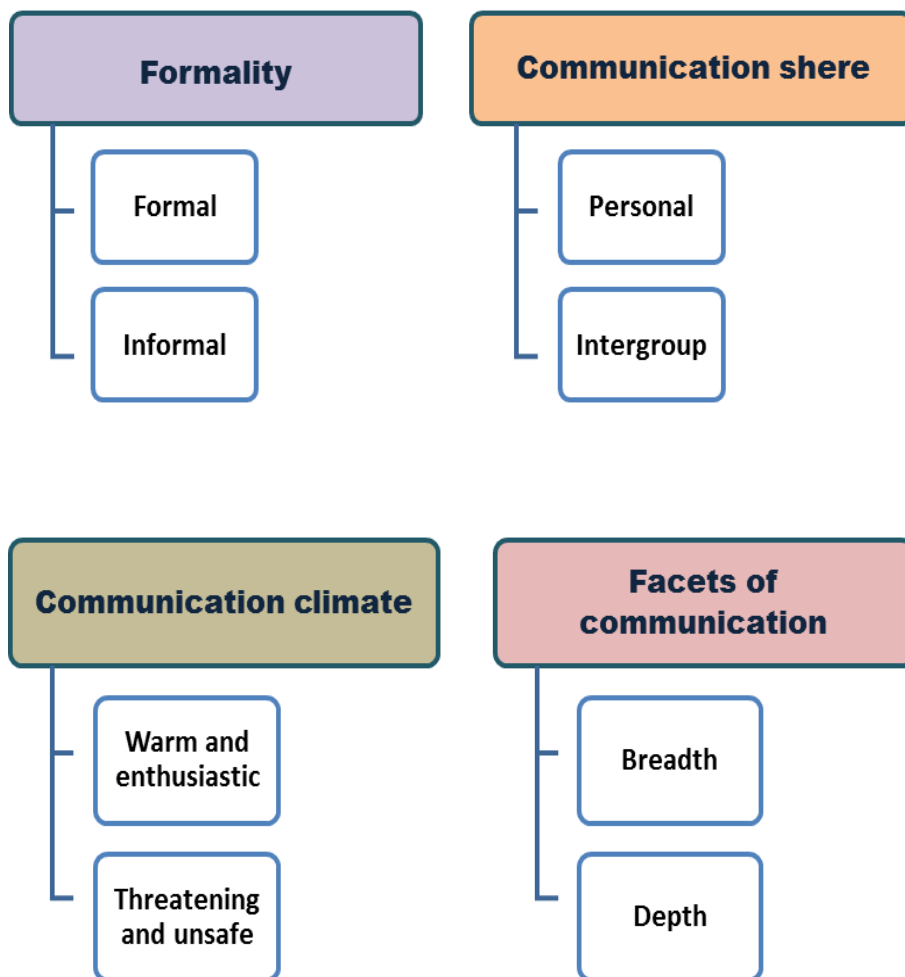 Formality
Formal
Informal
Communication shere
Personal
Intergroup
Communication climate
Warm and
enthusiastic
Threatening
and unsafe
Facets of
communication
Breadth
Depth